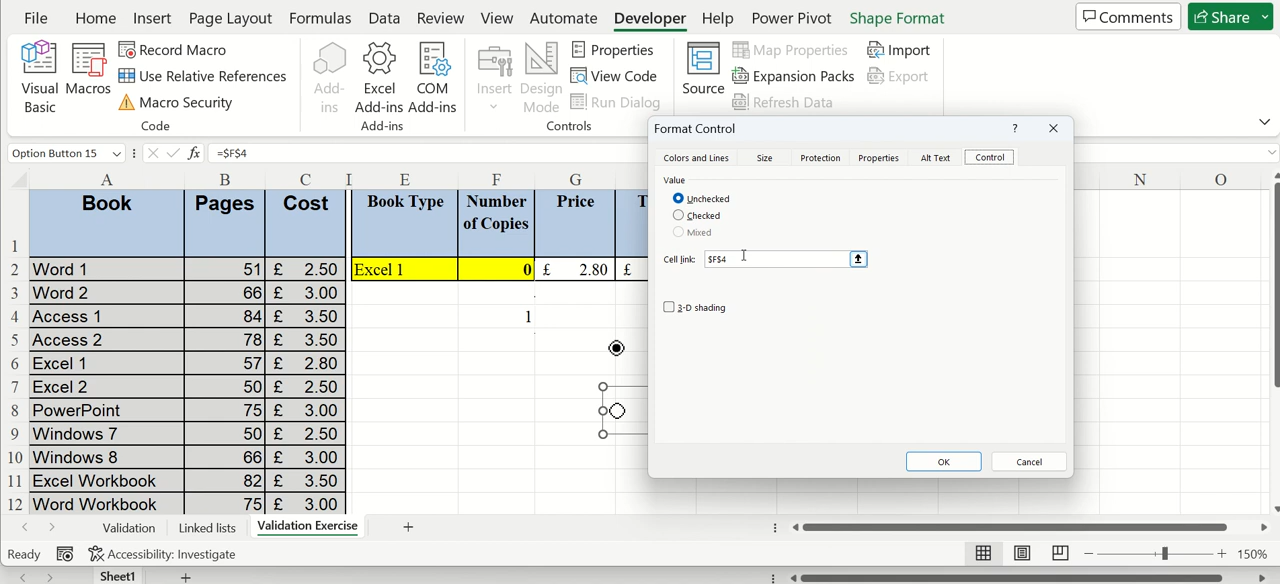 File Home Insert Page Layout Formulas Data Review View Automate Developer Help Power Pivot Shape Format Comments Share
Visual Basic
Macros
Record Macro
Use Relative References
Macro Security
Code
Add-ins
Excel Add-ins
COM Add-ins
Add-ins
Insert
Design Mode
Properties
View Code
Run Dialog
Controls
Source
Map Properties
Expansion Packs
Refresh Data
Import
Export
Option Button 15 fx =$F$4
Format Control ?
Colors and Lines Size Protection Properties Alt Text Control
Value
Unchecked
Checked
Mixed
Cell link: $F$4
3-D shading
OK Cancel
A B C I E F G N O
1 Book Pages Cost Book Type Number of Copies Price T
2 Word 1 51 £ 2.50 Excel 1 0 £ 2.80 £
3 Word 2 66 £ 3.00
4 Access 1 84 £ 3.50 1
5 Access 2 78 £ 3.50
6 Excel 1 57 £ 2.80
7 Excel 2 50 £ 2.50
8 PowerPoint 75 £ 3.00
9 Windows 7 50 £ 2.50
10 Windows 8 66 £ 3.00
11 Excel Workbook 82 £ 3.50
12 Word Workbook 75 £ 3.00
Validation Linked lists Validation Exercise
Ready Accessibility: Investigate 150%
Sheet1